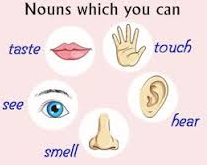 Nouns which you can
taste
touch
see
hear
smell